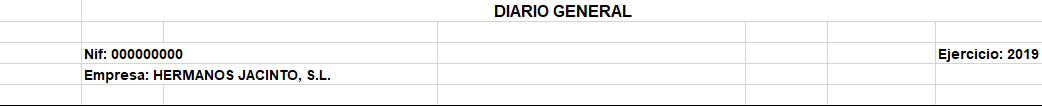 DIARIO GENERAL
Nif: 000000000 Ejercicio: 2019
Empresa: HERMANOS JACINTO, S.L.